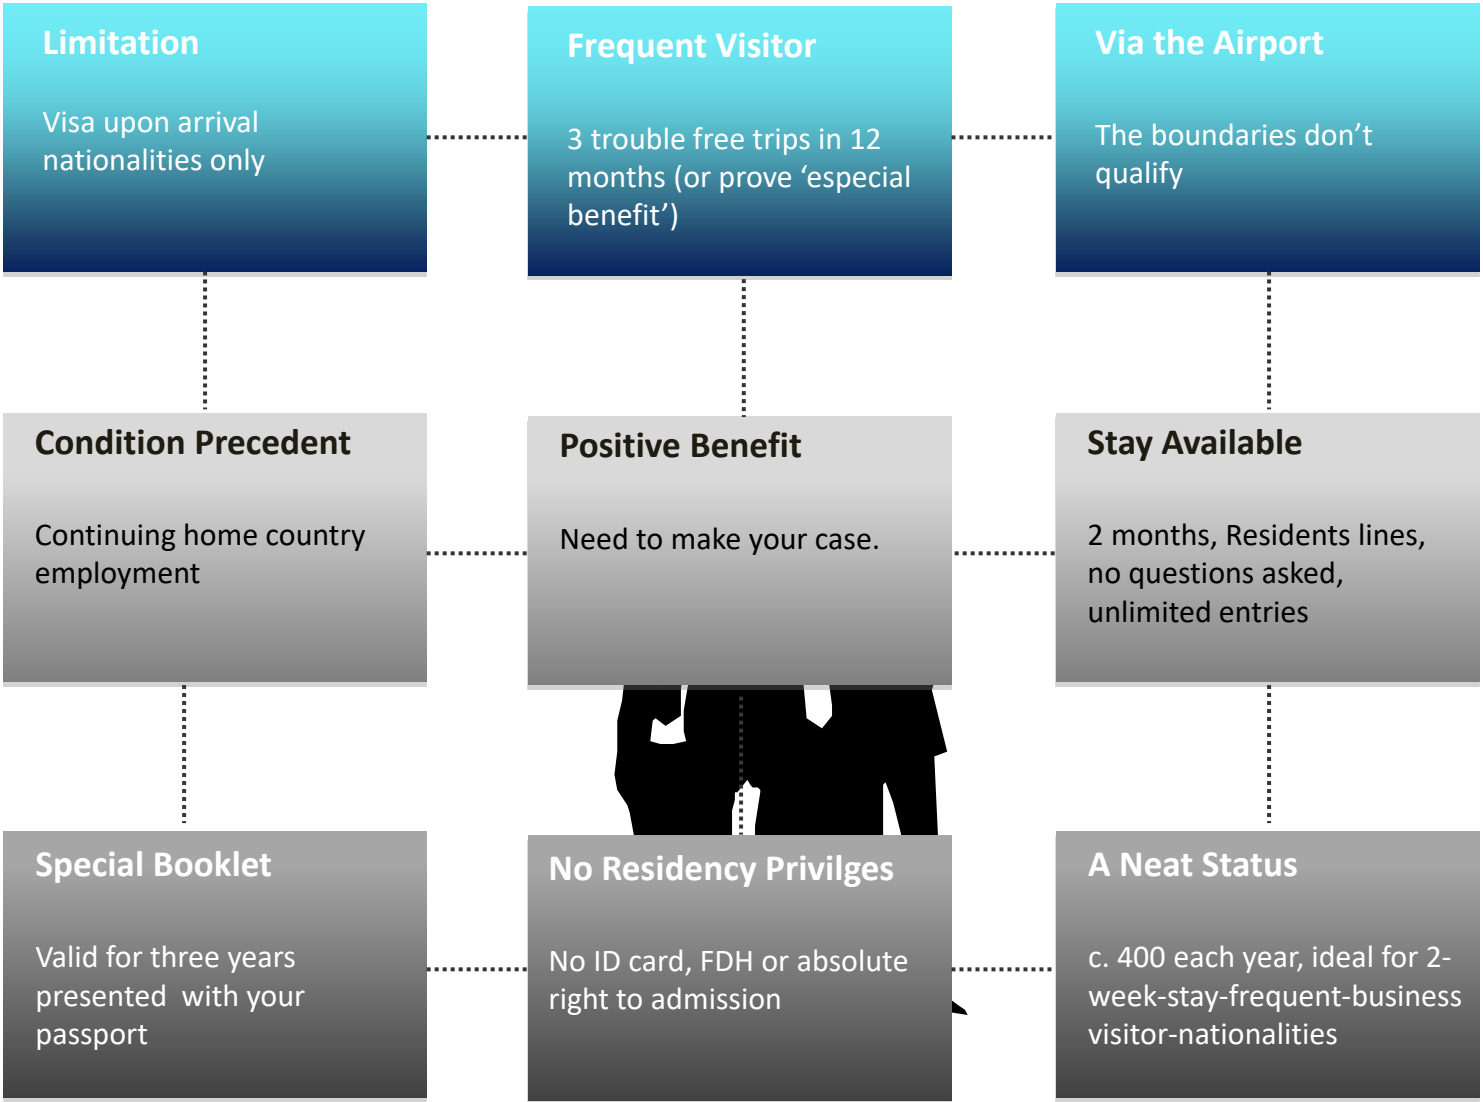 Limitation
Visa upon arrival
nationalities only
Frequent Visitor
3 trouble free trips in 12
months (or prove ‘especial
benefit’)
Via the Airport
The boundaries don’t
qualify
Condition Precedent
Continuing home country
employment
Positive Benefit
Need to make your case.
Stay Available
2 months, Residents lines,
no questions asked,
unlimited entries
Special Booklet
Valid for three years
presented  with your
passport
No Residency Privilges
No ID card, FDH or absolute
right to admission
A Neat Status
c. 400 each year, ideal for 2-
week-stay-frequent-business
visitor-nationalities